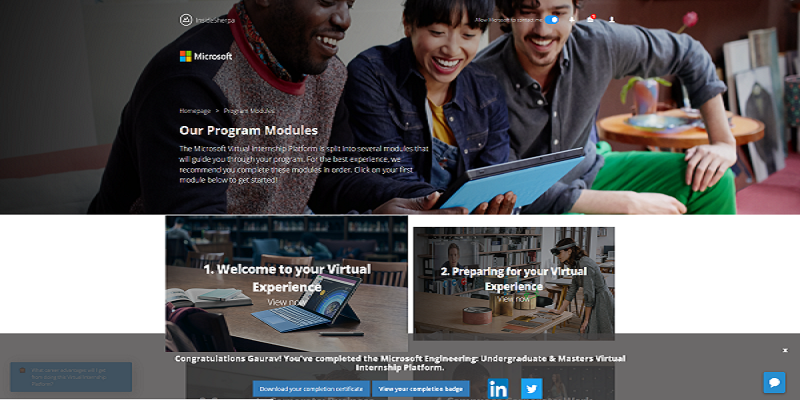 InsideSherpa
Allow Microsoft to contact me
Microsoft
Homepage > Program Modules
Our Program Modules
The Microsoft Virtual Internship Platform is split into several modules that
will guide you through your program. For the best experience, we
recommend you complete these modules in order. Click on your first
module below to get started!
1. Welcome to your Virtual
Experience
View now
2. Preparing for your Virtual
Experience
View now
Congratulations Gaurav! You've completed the Microsoft Engineering: Undergraduate & Masters Virtual
Internship Platform.
Download your completion certificate
View your completion badge